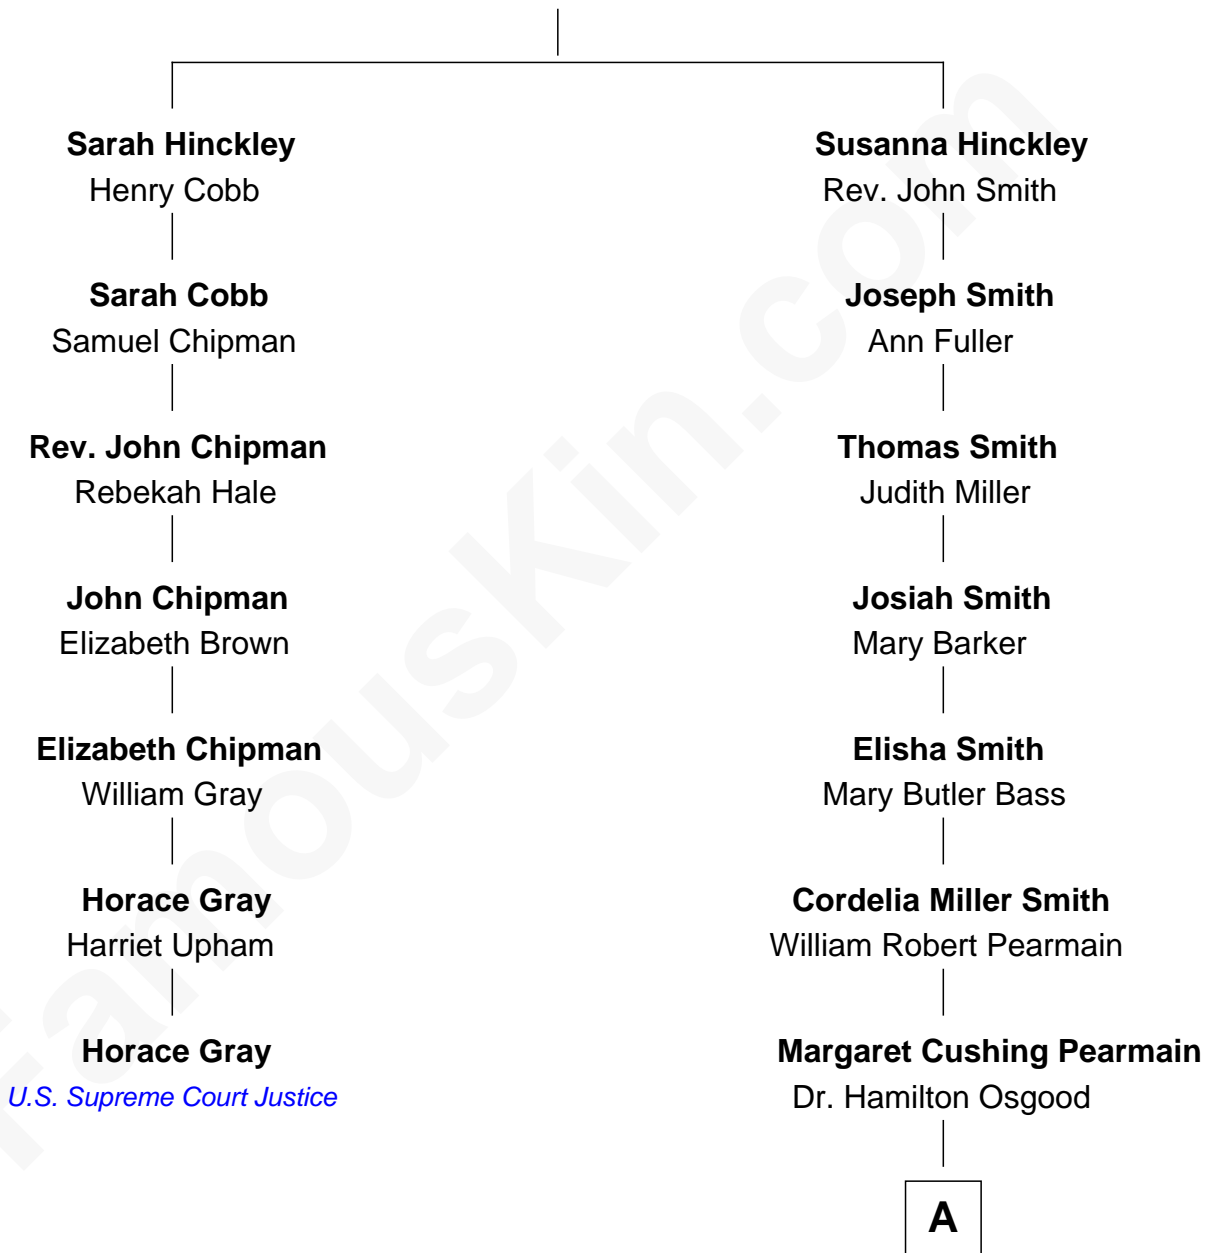 Sarah Hinckley
Henry Cobb
Sarah Cobb
Samuel Chipman
Rev. John Chipman
Rebekah Hale
John Chipman
Elizabeth Brown
Elizabeth Chipman
William Gray
Horace Gray
Harriet Upham
Horace Gray
U.S. Supreme Court Justice
Susanna Hinckley
Rev. John Smith
Joseph Smith
Ann Fuller
Thomas Smith
Judith Miller
Josiah Smith
Mary Barker
Elisha Smith
Mary Butler Bass
Cordelia Miller Smith
William Robert Pearmain
Margaret Cushing Pearmain
Dr. Hamilton Osgood
A
FamousKin.com